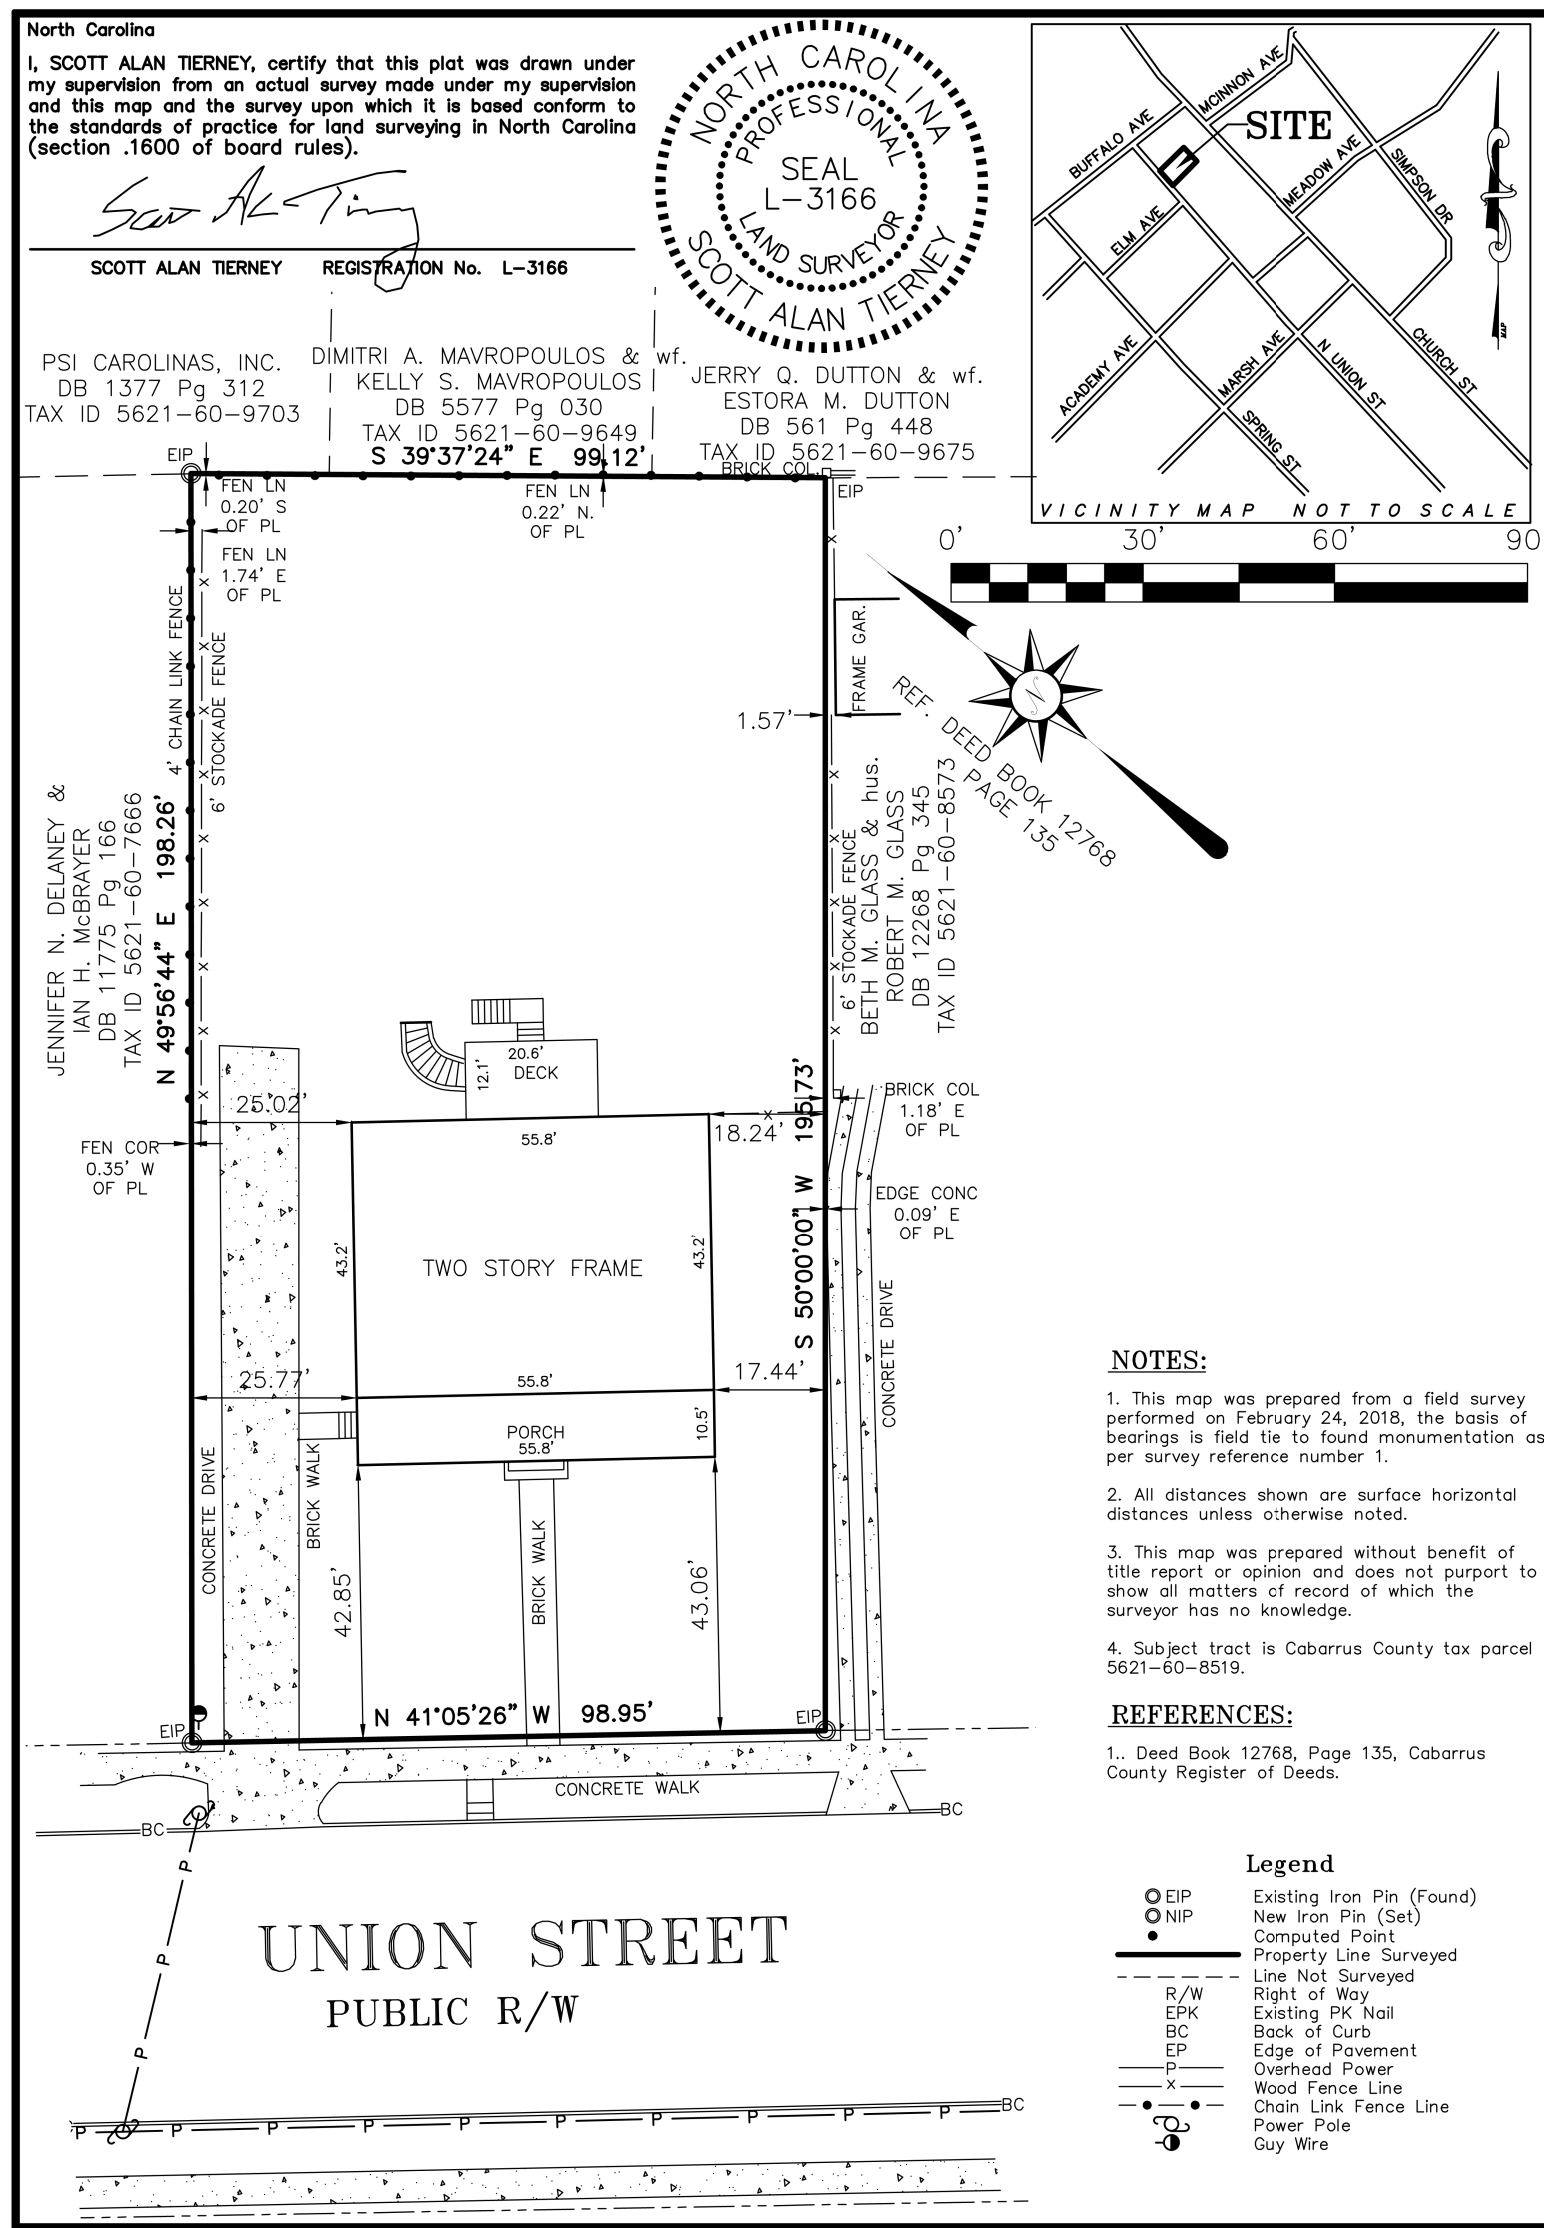 North Carolina
I, SCOTT ALAN TIERNEY, certify that this plat was drawn under
my supervision from an actual survey made under my supervision
and this map and the survey upon which it is based conform to
the standards of practice for land surveying in North Carolina
(section .1600 of board rules).
SCOTT ALAN TIERNEY REGISTRATION No. L-3166
NORTH CAROLINA
PROFESSIONAL
SEAL
L-3166
LAND SURVEYOR
SCOTT ALAN TIERNEY
MCINNON AVE
BUFFALO AVE
SITE
MEADOW AVE
SIMPSON DR
ELM AVE
ACADEMY AVE
MARSH AVE
N UNION ST
CHURCH ST
SPRING ST
MAP
VICINITY MAP NOT TO SCALE
0' 30' 60' 90
PSI CAROLINAS, INC.
DB 1377 Pg 312
TAX ID 5621-60-9703
DIMITRI A. MAVROPOULOS & wf.
KELLY S. MAVROPOULOS
DB 5577 Pg 030
TAX ID 5621-60-9649
JERRY Q. DUTTON & wf.
ESTORA M. DUTTON
DB 561 Pg 448
TAX ID 5621-60-9675
S 39°37'24" E 99.12'
BRICK COL.
EIP
EIP
FEN LN
0.20' S
OF PL
FEN LN
0.22' N.
OF PL
FEN LN
1.74' E
OF PL
4' CHAIN LINK FENCE
6' STOCKADE FENCE
FRAME GAR.
1.57'
N
REF. DEED BOOK 12768
PAGE 135
JENNIFER N. DELANEY &
IAN H. McBRAYER
DB 11775 Pg 166
TAX ID 5621-60-7666
N 49°56'44" E 198.26'
6' STOCKADE FENCE
BETH M. GLASS & hus.
ROBERT M. GLASS
DB 12268 Pg 345
TAX ID 5621-60-8573
S 50°00'00" W 195.73'
20.6'
12.1'
DECK
25.02'
55.8'
18.24'
BRICK COL
1.18' E
OF PL
FEN COR
0.35' W
OF PL
EDGE CONC
0.09' E
OF PL
43.2'
TWO STORY FRAME
43.2'
CONCRETE DRIVE
25.77'
55.8'
17.44'
PORCH
55.8'
10.5'
CONCRETE DRIVE
BRICK WALK
BRICK WALK
42.85'
43.06'
N 41°05'26" W 98.95'
EIP
EIP
CONCRETE WALK
BC
BC
P
P
P
UNION STREET
PUBLIC R/W
BC
P P P P P P P P P P
NOTES:
1. This map was prepared from a field survey
performed on February 24, 2018, the basis of
bearings is field tie to found monumentation as
per survey reference number 1.
2. All distances shown are surface horizontal
distances unless otherwise noted.
3. This map was prepared without benefit of
title report or opinion and does not purport to
show all matters of record of which the
surveyor has no knowledge.
4. Subject tract is Cabarrus County tax parcel
5621-60-8519.
REFERENCES:
1.. Deed Book 12768, Page 135, Cabarrus
County Register of Deeds.
Legend
EIP Existing Iron Pin (Found)
NIP New Iron Pin (Set)
Computed Point
Property Line Surveyed
Line Not Surveyed
R/W Right of Way
EPK Existing PK Nail
BC Back of Curb
EP Edge of Pavement
P Overhead Power
x Wood Fence Line
Chain Link Fence Line
Power Pole
Guy Wire